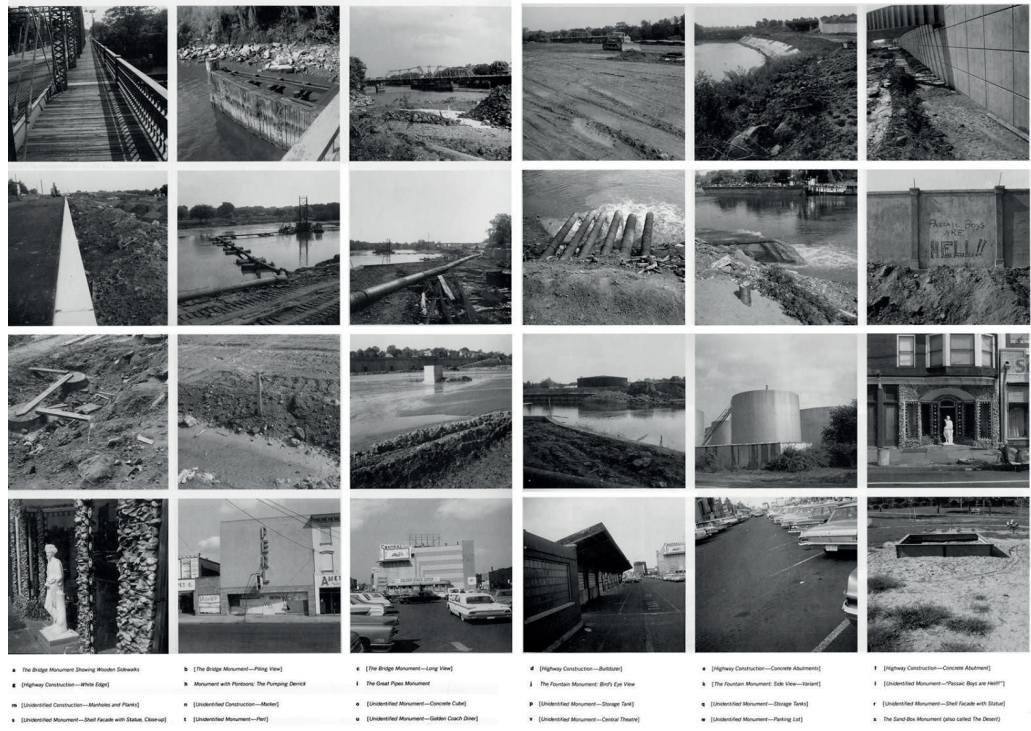 PASSAIC BOYS
ARE
HELL!!
CENTRAL
a The Bridge Monument Showing Wooden Sidewalks
b [The Bridge Monument—Piling View]
c [The Bridge Monument—Long View]
d [Highway Construction—Bulldozer]
e [Highway Construction—Concrete Abutments]
f [Highway Construction—Concrete Abutment]
g [Highway Construction—White Edge]
h Monument with Pontoons: The Pumping Derrick
i The Great Pipes Monument
j The Fountain Monument: Bird's Eye View
k [The Fountain Monument: Side View—Variant]
l [Unidentified Monument—"Passaic Boys are Hell!!"]
m [Unidentified Construction—Manholes and Planks]
n [Unidentified Construction—Marker]
o [Unidentified Monument—Concrete Cube]
p [Unidentified Monument—Storage Tank]
q [Unidentified Monument—Storage Tanks]
r [Unidentified Monument—Shell Facade with Statue]
s [Unidentified Monument—Shell Facade with Statue, Close-up]
t [Unidentified Monument—Perl]
u [Unidentified Monument—Golden Coach Diner]
v [Unidentified Monument—Central Theatre]
w [Unidentified Monument—Parking Lot]
x The Sand-Box Monument (also called The Desert)